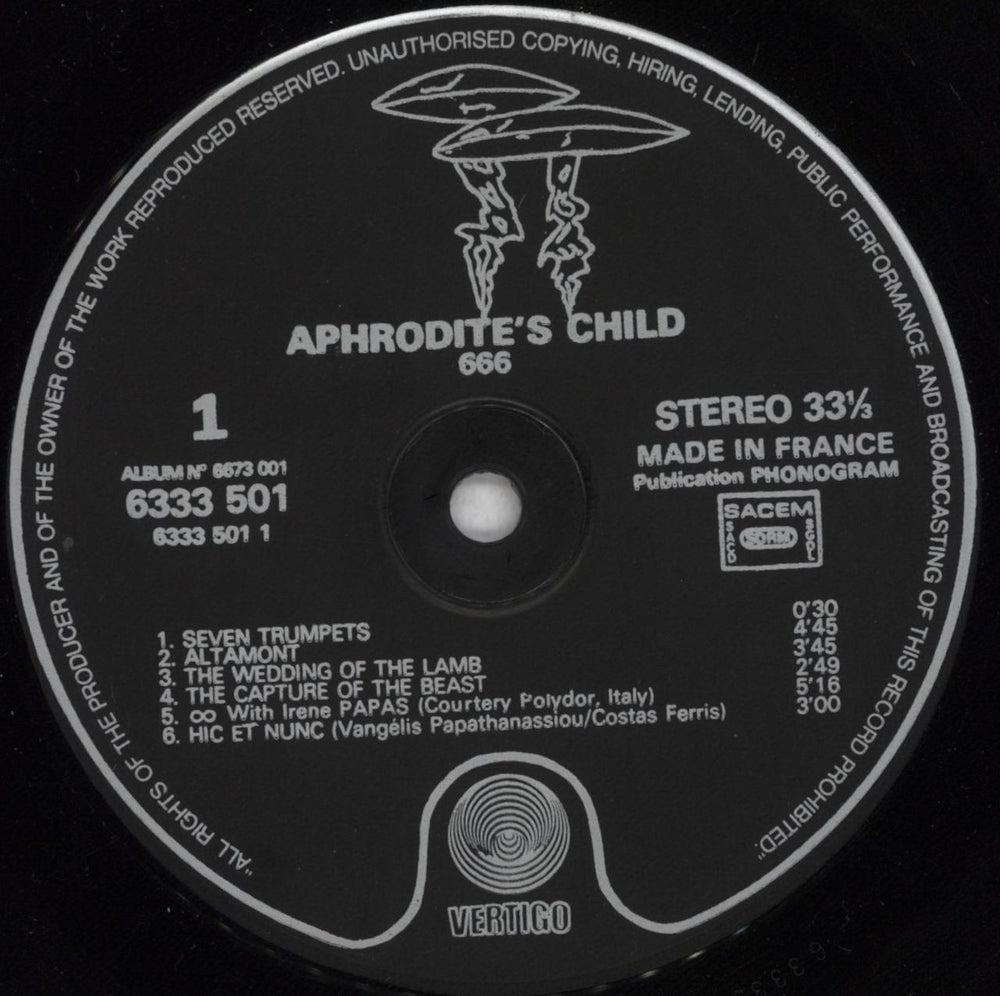 "ALL RIGHTS OF THE PRODUCER AND OF THE OWNER OF THE WORK REPRODUCED RESERVED. UNAUTHORISED COPYING, HIRING, LENDING, PUBLIC PERFORMANCE AND BROADCASTING OF THIS RECORD PROHIBITED."
APHRODITE'S CHILD
666
1
ALBUM Nº 6673 001
6333 501
6333 501 1
STEREO 33⅓
MADE IN FRANCE
Publication PHONOGRAM
SACEM
SACD SDRM SGDL
1. SEVEN TRUMPETS 0'30
2. ALTAMONT 4'45
3. THE WEDDING OF THE LAMB 3'45
4. THE CAPTURE OF THE BEAST 2'49
5. ∞ With Irene PAPAS (Courtery Polydor, Italy) 5'16
6. HIC ET NUNC (Vangélis Papathanassiou/Costas Ferris) 3'00
VERTIGO